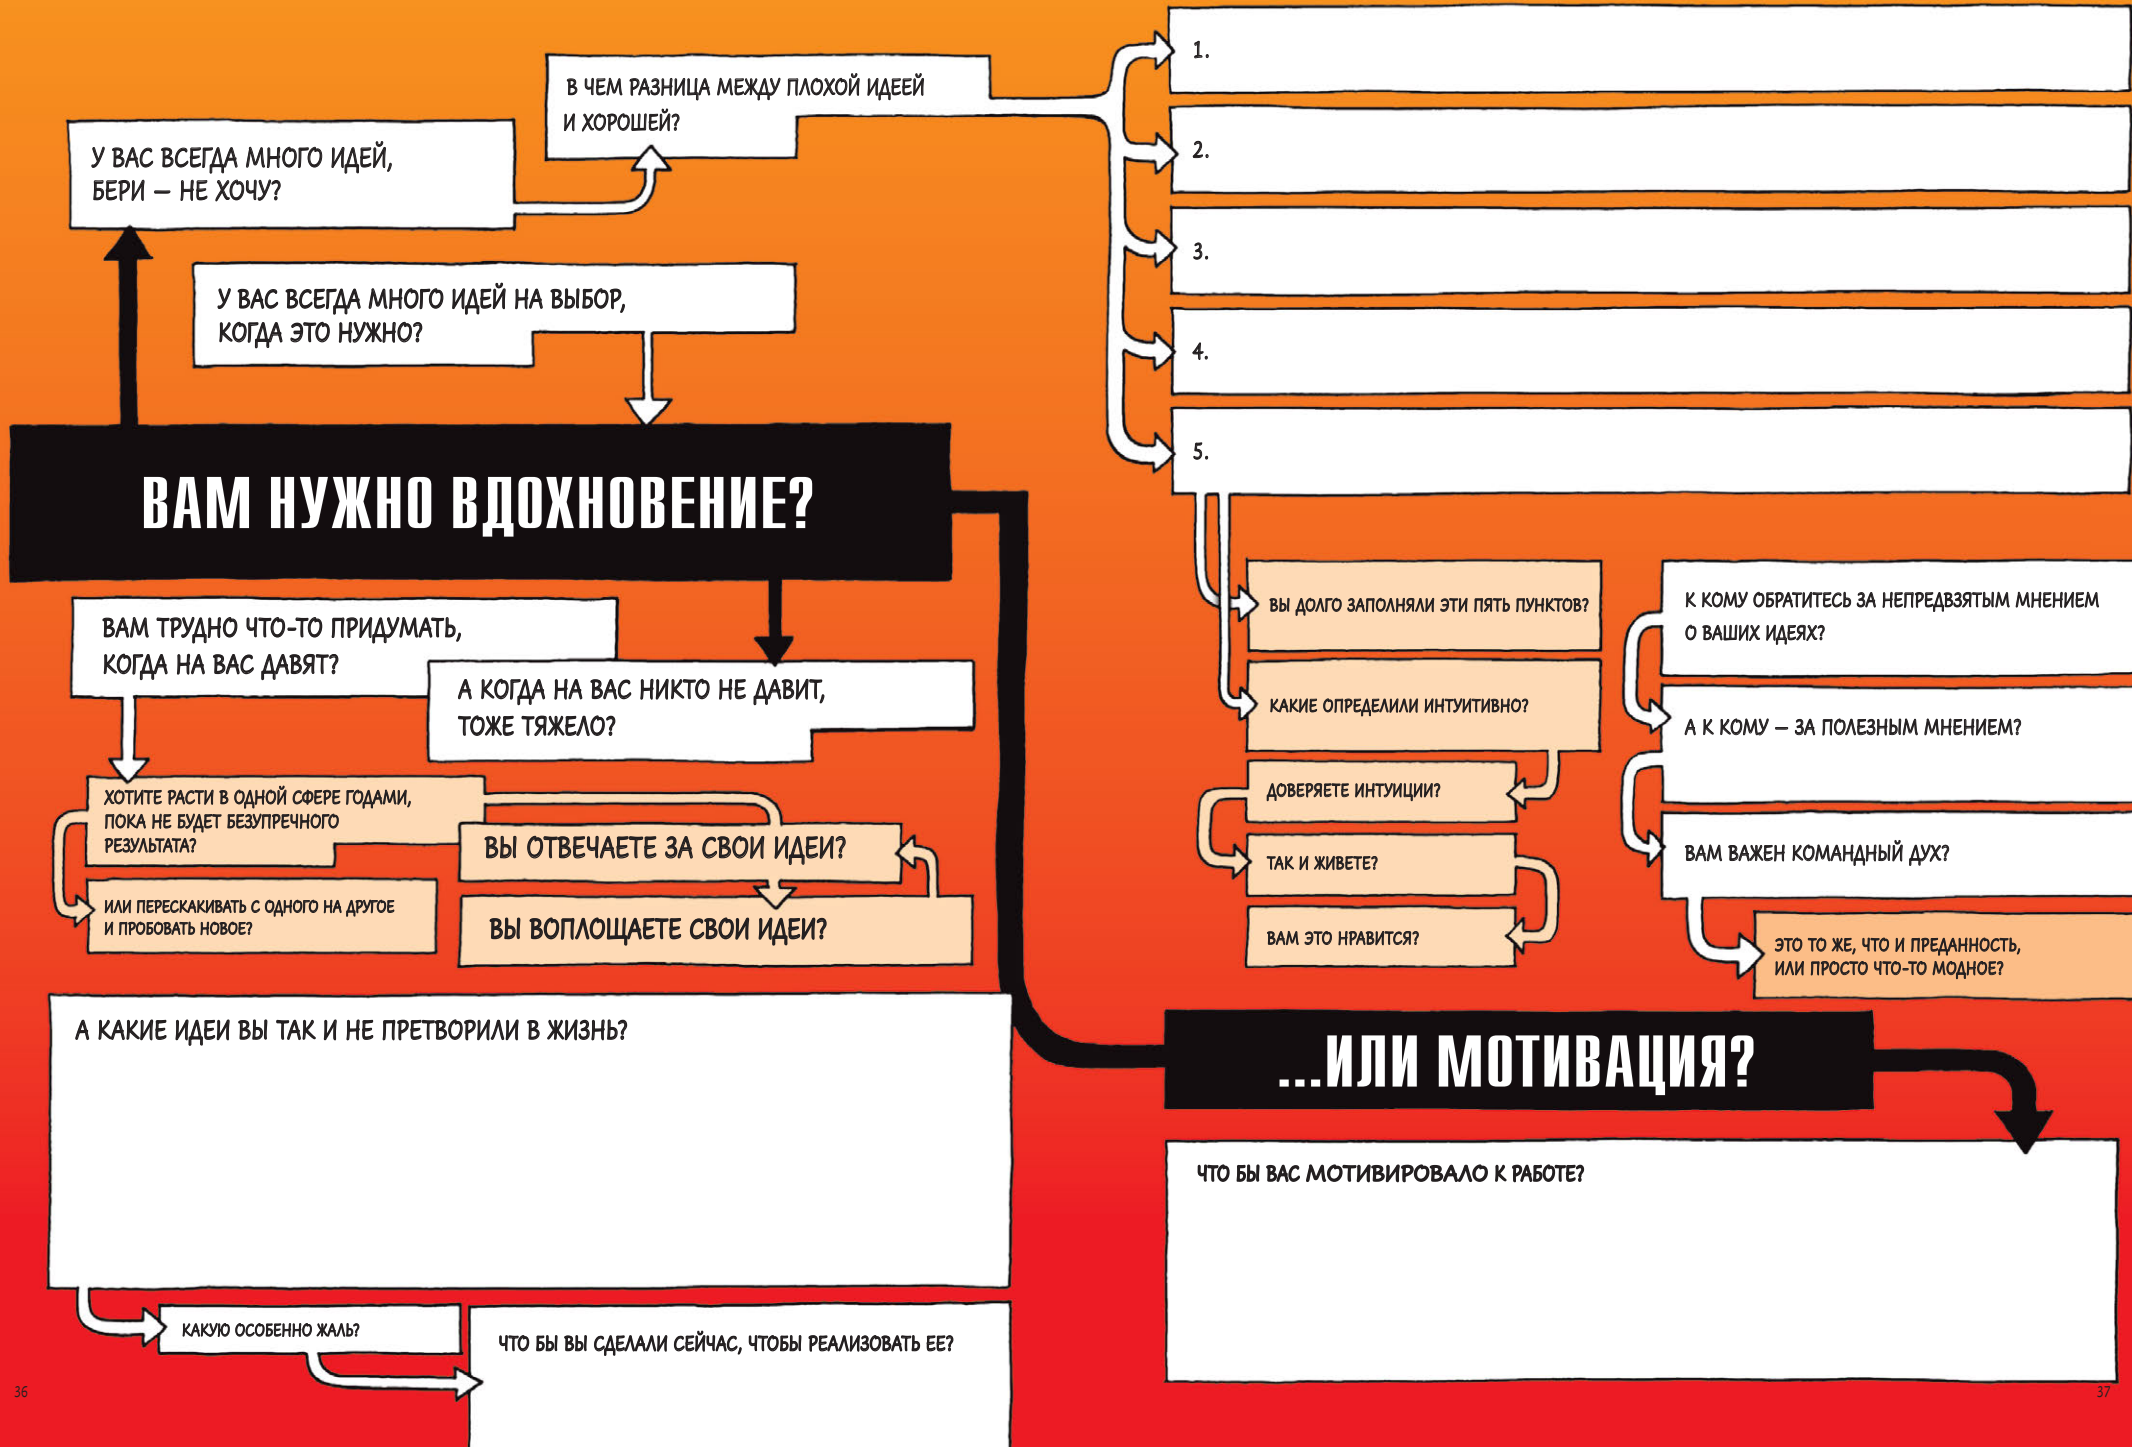 У ВАС ВСЕГДА МНОГО ИДЕЙ,
БЕРИ – НЕ ХОЧУ?
В ЧЕМ РАЗНИЦА МЕЖДУ ПЛОХОЙ ИДЕЕЙ
И ХОРОШЕЙ?
У ВАС ВСЕГДА МНОГО ИДЕЙ НА ВЫБОР,
КОГДА ЭТО НУЖНО?
ВАМ НУЖНО ВДОХНОВЕНИЕ?
ВАМ ТРУДНО ЧТО-ТО ПРИДУМАТЬ,
КОГДА НА ВАС ДАВЯТ?
А КОГДА НА ВАС НИКТО НЕ ДАВИТ,
ТОЖЕ ТЯЖЕЛО?
ХОТИТЕ РАСТИ В ОДНОЙ СФЕРЕ ГОДАМИ,
ПОКА НЕ БУДЕТ БЕЗУПРЕЧНОГО
РЕЗУЛЬТАТА?
ИЛИ ПЕРЕСКАКИВАТЬ С ОДНОГО НА ДРУГОЕ
И ПРОБОВАТЬ НОВОЕ?
ВЫ ОТВЕЧАЕТЕ ЗА СВОИ ИДЕИ?
ВЫ ВОПЛОЩАЕТЕ СВОИ ИДЕИ?
А КАКИЕ ИДЕИ ВЫ ТАК И НЕ ПРЕТВОРИЛИ В ЖИЗНЬ?
КАКУЮ ОСОБЕННО ЖАЛЬ?
ЧТО БЫ ВЫ СДЕЛАЛИ СЕЙЧАС, ЧТОБЫ РЕАЛИЗОВАТЬ ЕЕ?
36
1.
2.
3.
4.
5.
ВЫ ДОЛГО ЗАПОЛНЯЛИ ЭТИ ПЯТЬ ПУНКТОВ?
КАКИЕ ОПРЕДЕЛИЛИ ИНТУИТИВНО?
ДОВЕРЯЕТЕ ИНТУИЦИИ?
ТАК И ЖИВЕТЕ?
ВАМ ЭТО НРАВИТСЯ?
К КОМУ ОБРАТИТЕСЬ ЗА НЕПРЕДВЗЯТЫМ МНЕНИЕМ
О ВАШИХ ИДЕЯХ?
А К КОМУ – ЗА ПОЛЕЗНЫМ МНЕНИЕМ?
ВАМ ВАЖЕН КОМАНДНЫЙ ДУХ?
ЭТО ТО ЖЕ, ЧТО И ПРЕДАННОСТЬ,
ИЛИ ПРОСТО ЧТО-ТО МОДНОЕ?
...ИЛИ МОТИВАЦИЯ?
ЧТО БЫ ВАС МОТИВИРОВАЛО К РАБОТЕ?
37